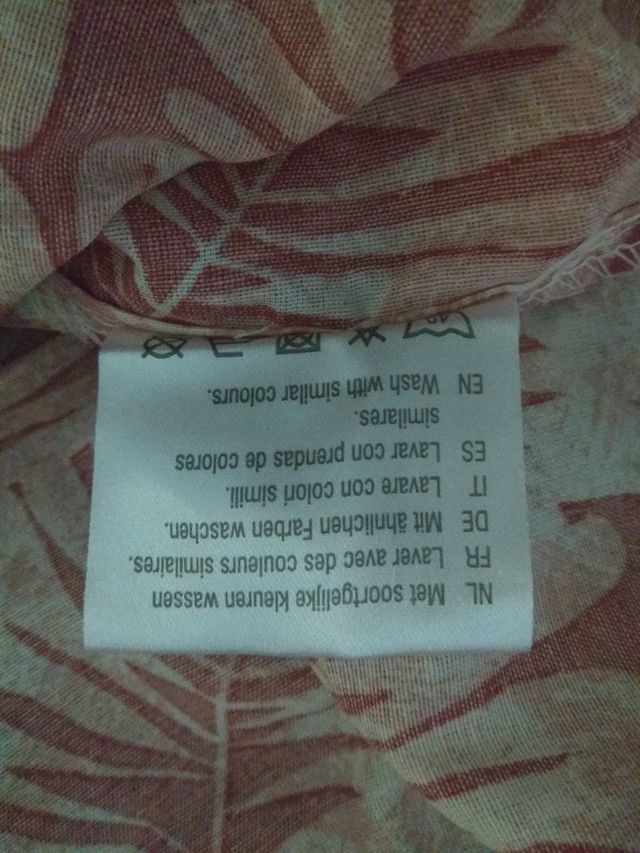 40
EN Wash with similar colours.
ES Lavar con prendas de colores
similares.
IT Lavare con colori simili.
DE Mit ähnlichen Farben waschen.
FR Laver avec des couleurs similaires.
NL Met soortgelijke kleuren wassen